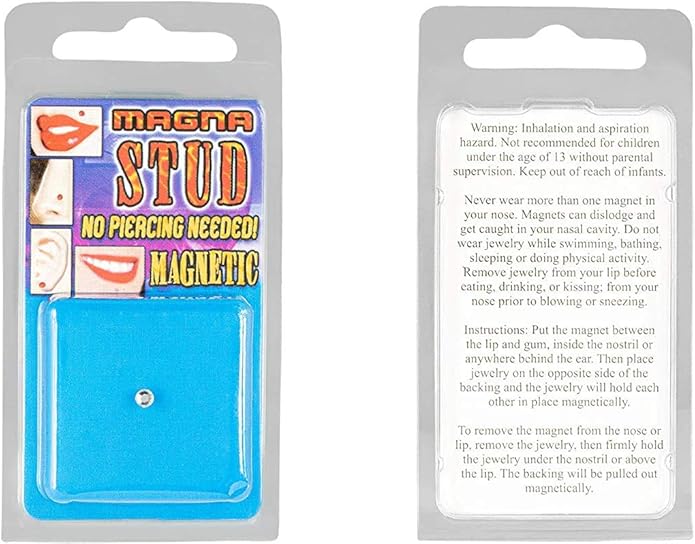 MAGNA
STUD
NO PIERCING NEEDED!
MAGNETIC
Warning: Inhalation and aspiration
hazard. Not recommended for children
under the age of 13 without parental
supervision. Keep out of reach of infants.
Never wear more than one magnet in
your nose. Magnets can dislodge and
get caught in your nasal cavity. Do not
wear jewelry while swimming, bathing,
sleeping or doing physical activity.
Remove jewelry from your lip before
eating, drinking, or kissing; from your
nose prior to blowing or sneezing.
Instructions: Put the magnet between
the lip and gum, inside the nostril or
anywhere behind the ear. Then place
jewelry on the opposite side of the
backing and the jewelry will hold each
other in place magnetically.
To remove the magnet from the nose or
lip, remove the jewelry, then firmly hold
the jewelry under the nostril or above
the lip. The backing will be pulled out
magnetically.